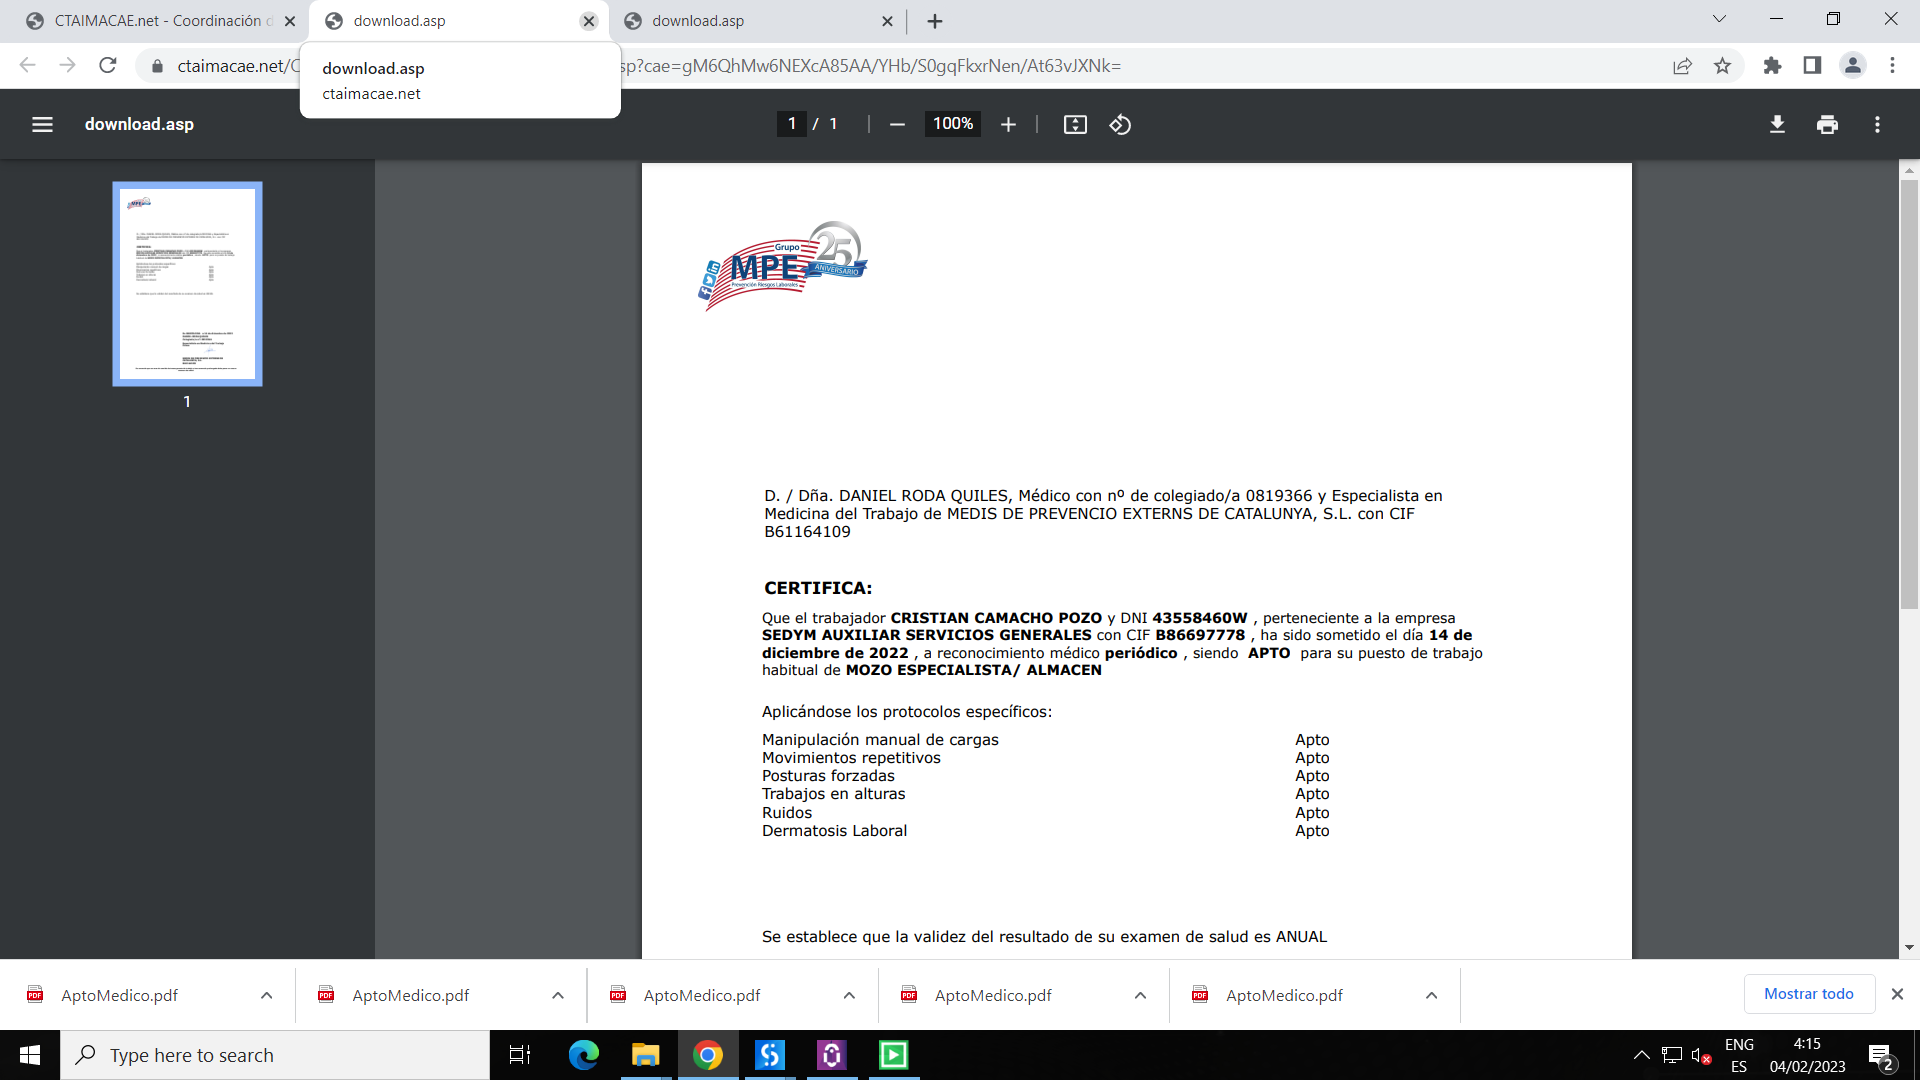 CTAIMACAE.net - Coordinación d
download.asp
download.asp
ctaimacae.net/C
sp?cae=gM6QhMw6NEXcA85AA/YHb/S0gqFkxrNen/At63vJXNk=
download.asp
ctaimacae.net
download.asp
1 / 1
100%
1
Grupo
MPE
25
ANIVERSARIO
Prevención Riesgos Laborales
D. / Dña. DANIEL RODA QUILES, Médico con nº de colegiado/a 0819366 y Especialista en
Medicina del Trabajo de MEDIS DE PREVENCIO EXTERNS DE CATALUNYA, S.L. con CIF
B61164109
CERTIFICA:
Que el trabajador CRISTIAN CAMACHO POZO y DNI 43558460W , perteneciente a la empresa
SEDYM AUXILIAR SERVICIOS GENERALES con CIF B86697778 , ha sido sometido el día 14 de
diciembre de 2022 , a reconocimiento médico periódico , siendo APTO para su puesto de trabajo
habitual de MOZO ESPECIALISTA/ ALMACEN
Aplicándose los protocolos específicos:
Manipulación manual de cargas Apto
Movimientos repetitivos Apto
Posturas forzadas Apto
Trabajos en alturas Apto
Ruidos Apto
Dermatosis Laboral Apto
Se establece que la validez del resultado de su examen de salud es ANUAL
AptoMedico.pdf
AptoMedico.pdf
AptoMedico.pdf
AptoMedico.pdf
AptoMedico.pdf
Mostrar todo
Type here to search
ENG
ES
4:15
04/02/2023
2